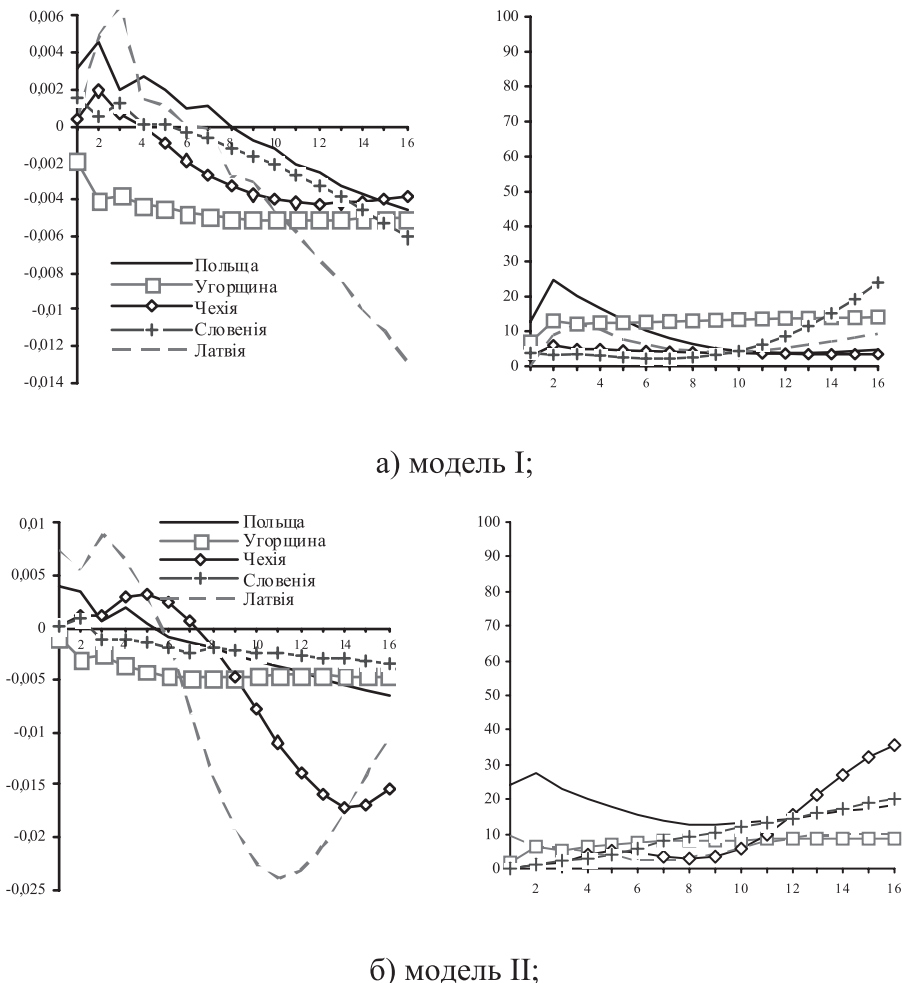 0,006
0,004
0,002
0
-0,002
-0,004
-0,006
-0,008
-0,01
-0,012
-0,014
2 4 6 8 10 12 14 16
Польща
Угорщина
Чехія
Словенія
Латвія
100
90
80
70
60
50
40
30
20
10
0
2 4 6 8 10 12 14 16
а) модель I;
0,01
0,005
0
-0,005
-0,01
-0,015
-0,02
-0,025
2 4 6 8 10 12 14 16
Польща
Угорщина
Чехія
Словенія
Латвія
100
90
80
70
60
50
40
30
20
10
0
2 4 6 8 10 12 14 16
б) модель II;